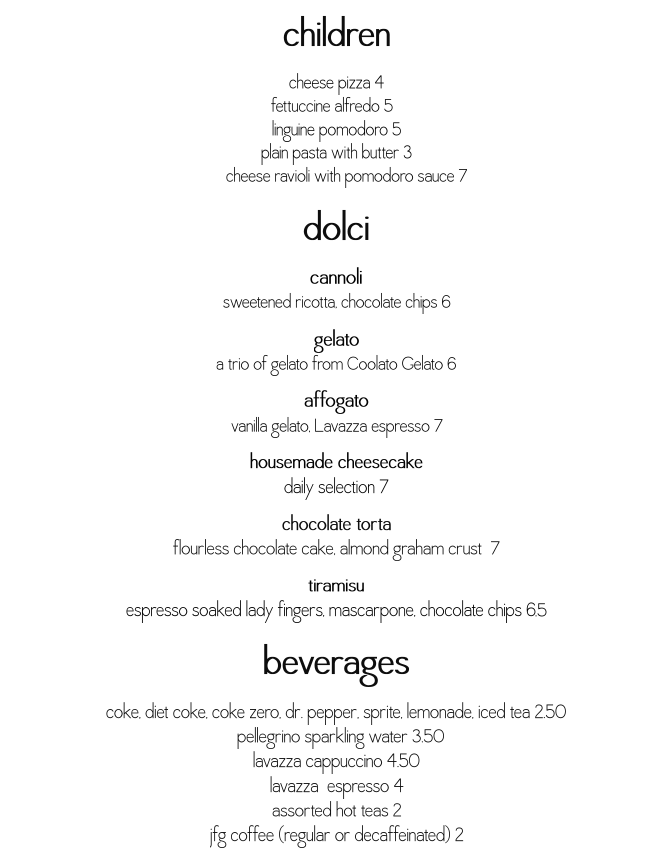 children
cheese pizza 4
fettuccine alfredo 5
linguine pomodoro 5
plain pasta with butter 3
cheese ravioli with pomodoro sauce 7
dolci
cannoli
sweetened ricotta, chocolate chips 6
gelato
a trio of gelato from Coolato Gelato 6
affogato
vanilla gelato, Lavazza espresso 7
housemade cheesecake
daily selection 7
chocolate torta
flourless chocolate cake, almond graham crust  7
tiramisu
espresso soaked lady fingers, mascarpone, chocolate chips 6.5
beverages
coke, diet coke, coke zero, dr. pepper, sprite, lemonade, iced tea 2.50
pellegrino sparkling water 3.50
lavazza cappuccino 4.50
lavazza  espresso 4
assorted hot teas 2
jfg coffee (regular or decaffeinated) 2